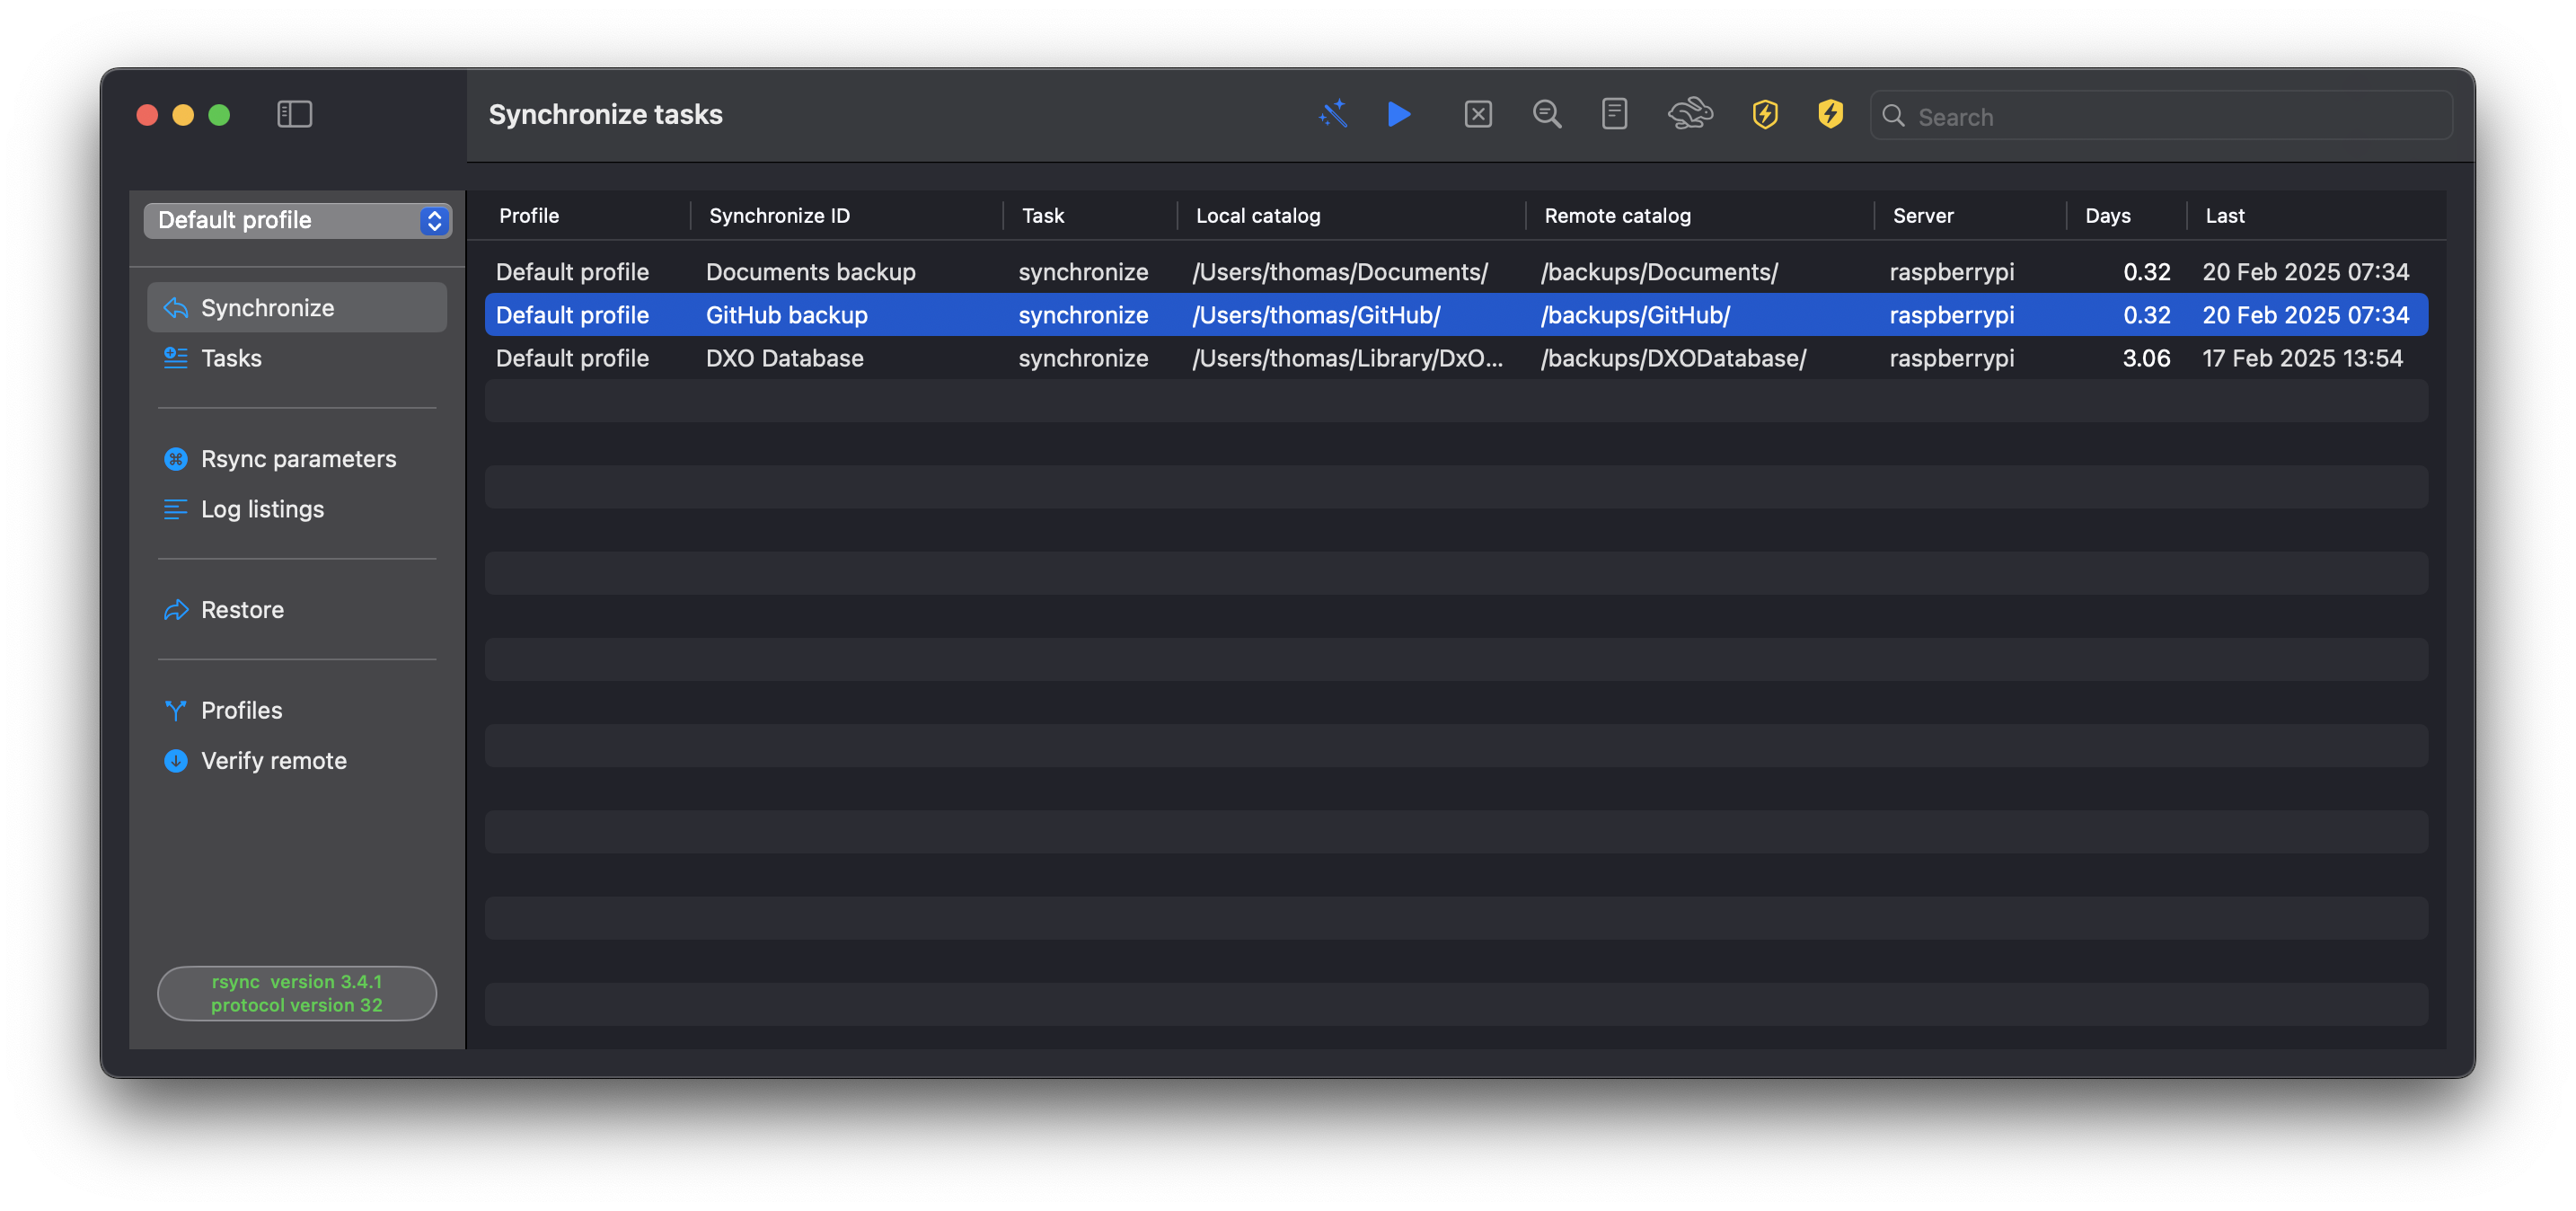 Synchronize tasks
Search
Default profile
Synchronize
Tasks
Rsync parameters
Log listings
Restore
Profiles
Verify remote
rsync  version 3.4.1
protocol version 32
Profile Synchronize ID Task Local catalog Remote catalog Server Days Last
Default profile Documents backup synchronize /Users/thomas/Documents/ /backups/Documents/ raspberrypi 0.32 20 Feb 2025 07:34
Default profile GitHub backup synchronize /Users/thomas/GitHub/ /backups/GitHub/ raspberrypi 0.32 20 Feb 2025 07:34
Default profile DXO Database synchronize /Users/thomas/Library/DxO... /backups/DXODatabase/ raspberrypi 3.06 17 Feb 2025 13:54